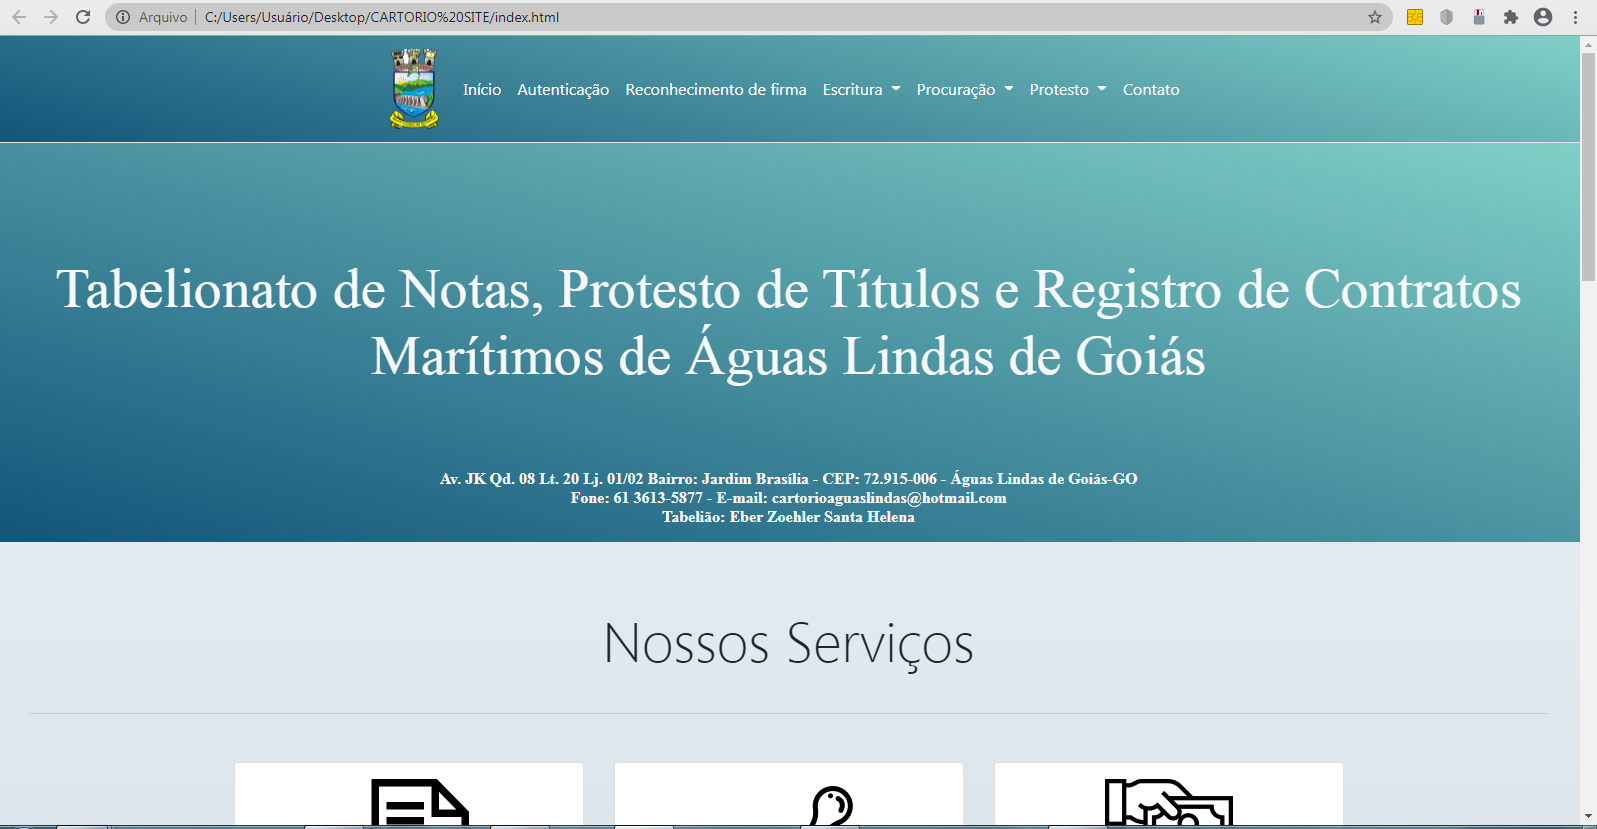 Arquivo
C:/Users/Usuário/Desktop/CARTORIO%20SITE/index.html
Início Autenticação Reconhecimento de firma Escritura Procuração Protesto Contato
Tabelionato de Notas, Protesto de Títulos e Registro de Contratos
Marítimos de Águas Lindas de Goiás
Av. JK Qd. 08 Lt. 20 Lj. 01/02 Bairro: Jardim Brasília - CEP: 72.915-006 - Águas Lindas de Goiás-GO
Fone: 61 3613-5877 - E-mail: cartorioaguaslindas@hotmail.com
Tabelião: Eber Zoehler Santa Helena
Nossos Serviços